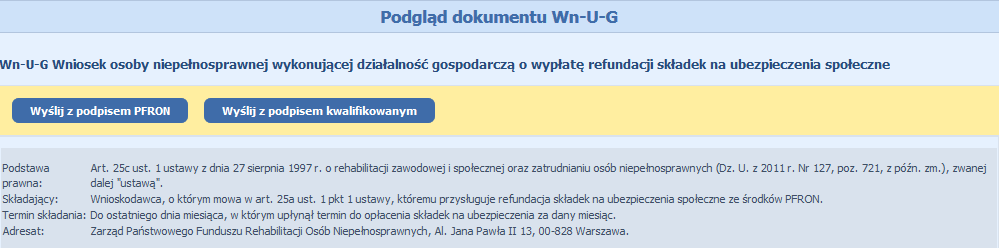 Podgląd dokumentu Wn-U-G
Wn-U-G Wniosek osoby niepełnosprawnej wykonującej działalność gospodarczą o wypłatę refundacji składek na ubezpieczenia społeczne
Wyślij z podpisem PFRON Wyślij z podpisem kwalifikowanym
Podstawa prawna: Art. 25c ust. 1 ustawy z dnia 27 sierpnia 1997 r. o rehabilitacji zawodowej i społecznej oraz zatrudnianiu osób niepełnosprawnych (Dz. U. z 2011 r. Nr 127, poz. 721, z późn. zm.), zwanej
dalej "ustawą".
Składający: Wnioskodawca, o którym mowa w art. 25a ust. 1 pkt 1 ustawy, któremu przysługuje refundacja składek na ubezpieczenia społeczne ze środków PFRON.
Termin składania: Do ostatniego dnia miesiąca, w którym upłynął termin do opłacenia składek na ubezpieczenia za dany miesiąc.
Adresat: Zarząd Państwowego Funduszu Rehabilitacji Osób Niepełnosprawnych, Al. Jana Pawła II 13, 00-828 Warszawa.